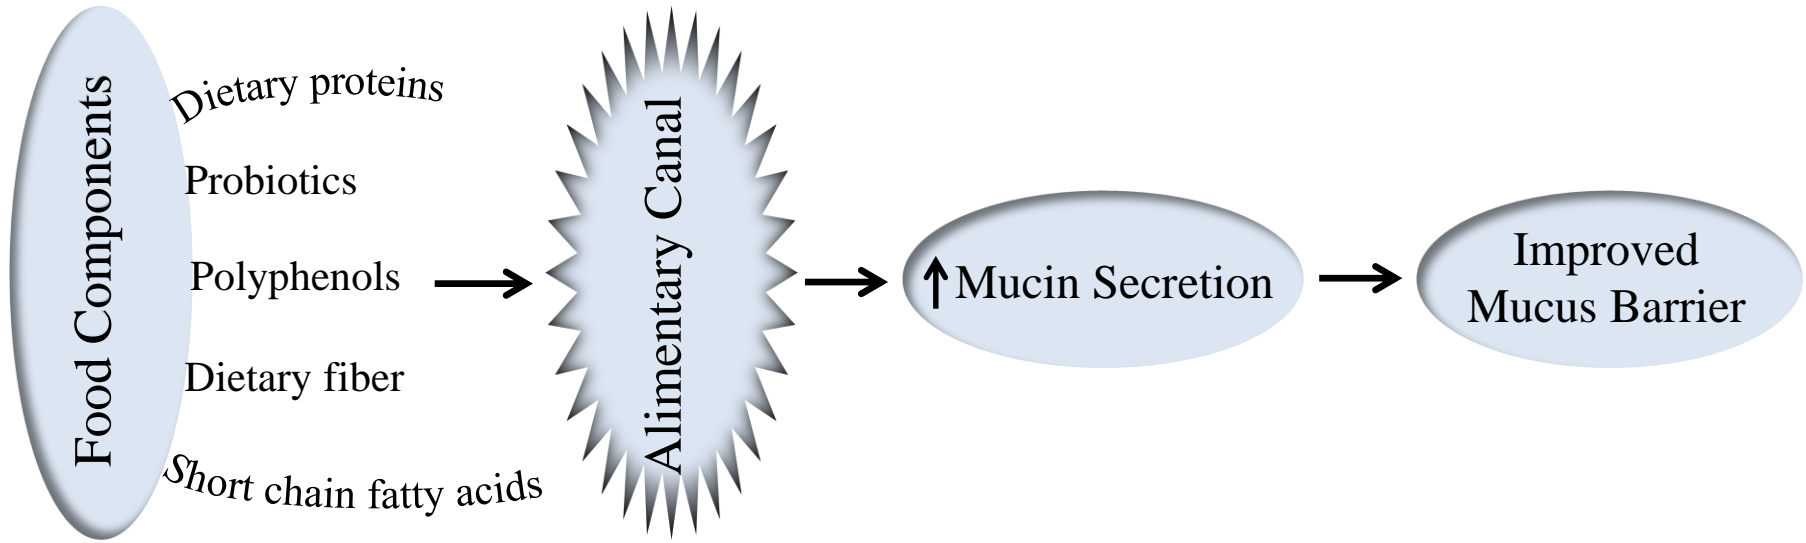 Food Components
Dietary proteins
Probiotics
Polyphenols
Dietary fiber
Short chain fatty acids
Alimentary Canal
↑ Mucin Secretion
Improved
Mucus Barrier